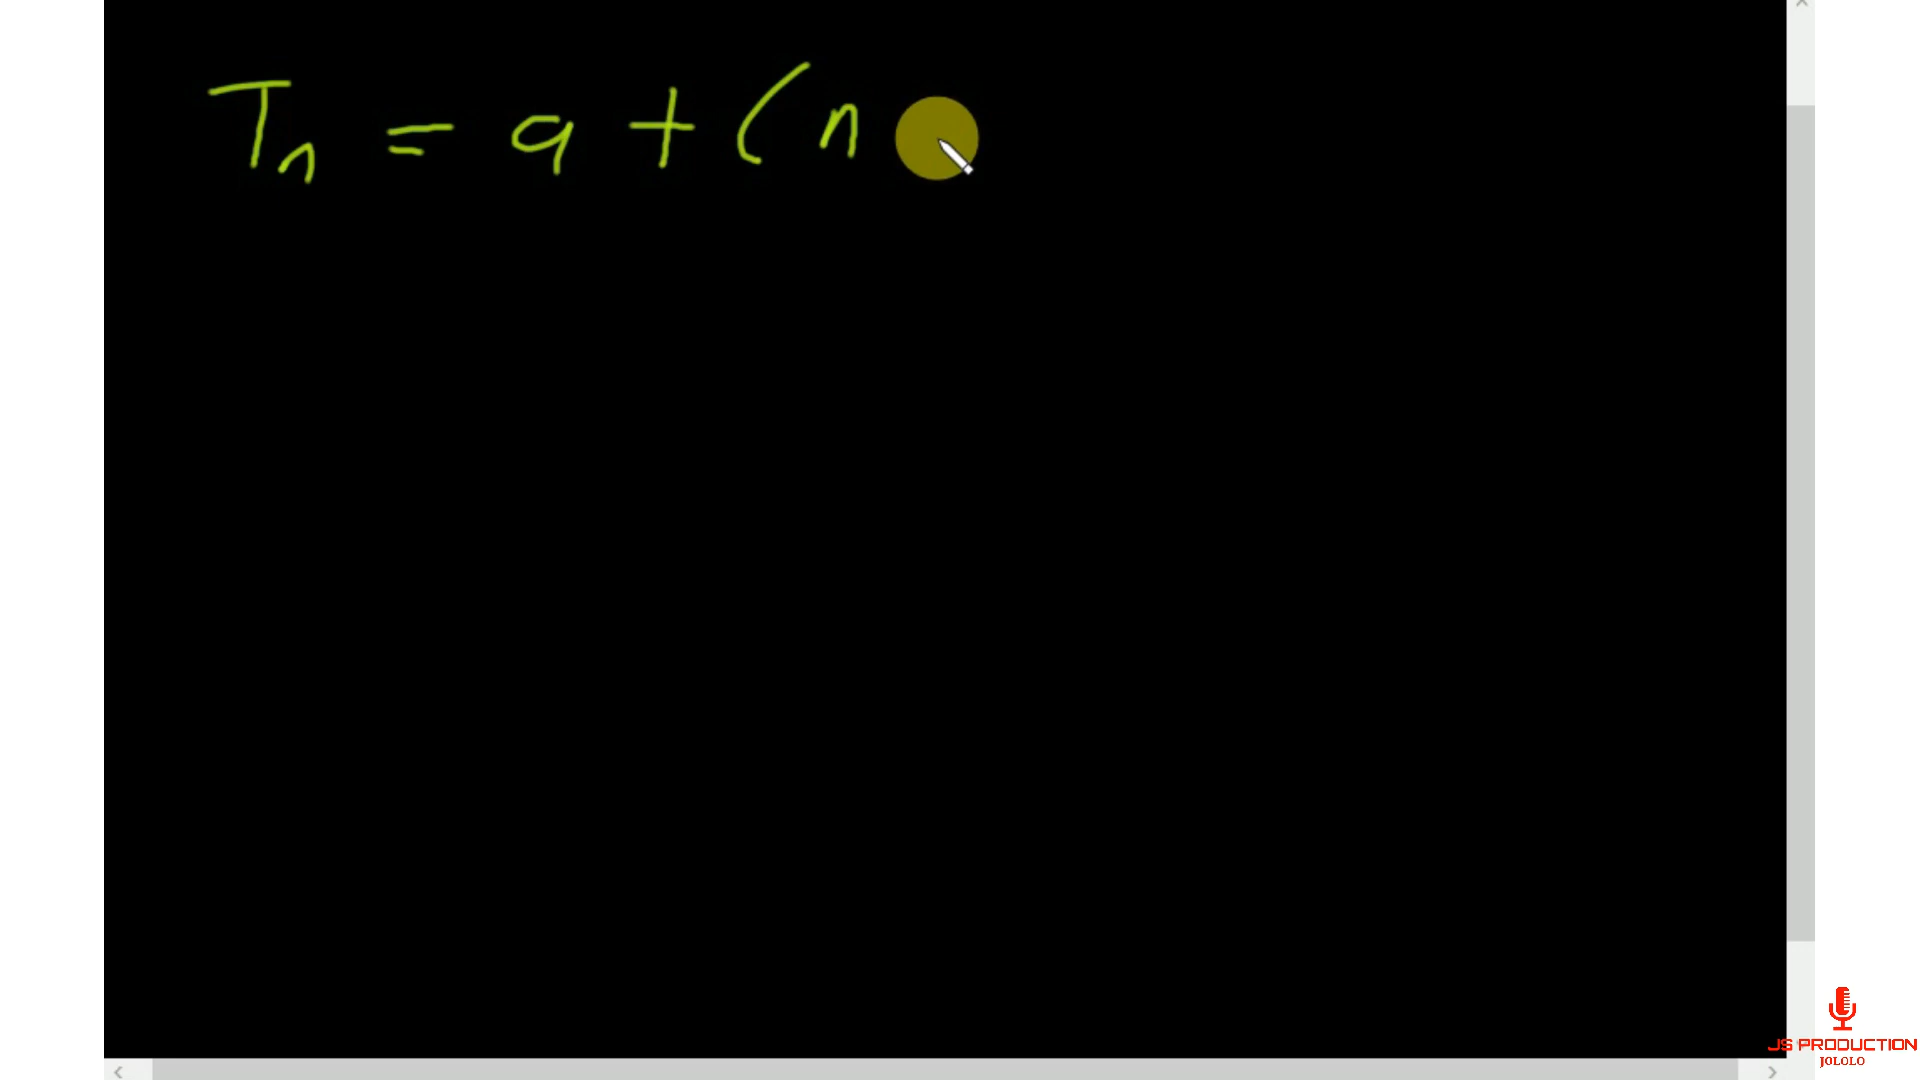 Tn = a + (n
JS PRODUCTION
JOLOLO